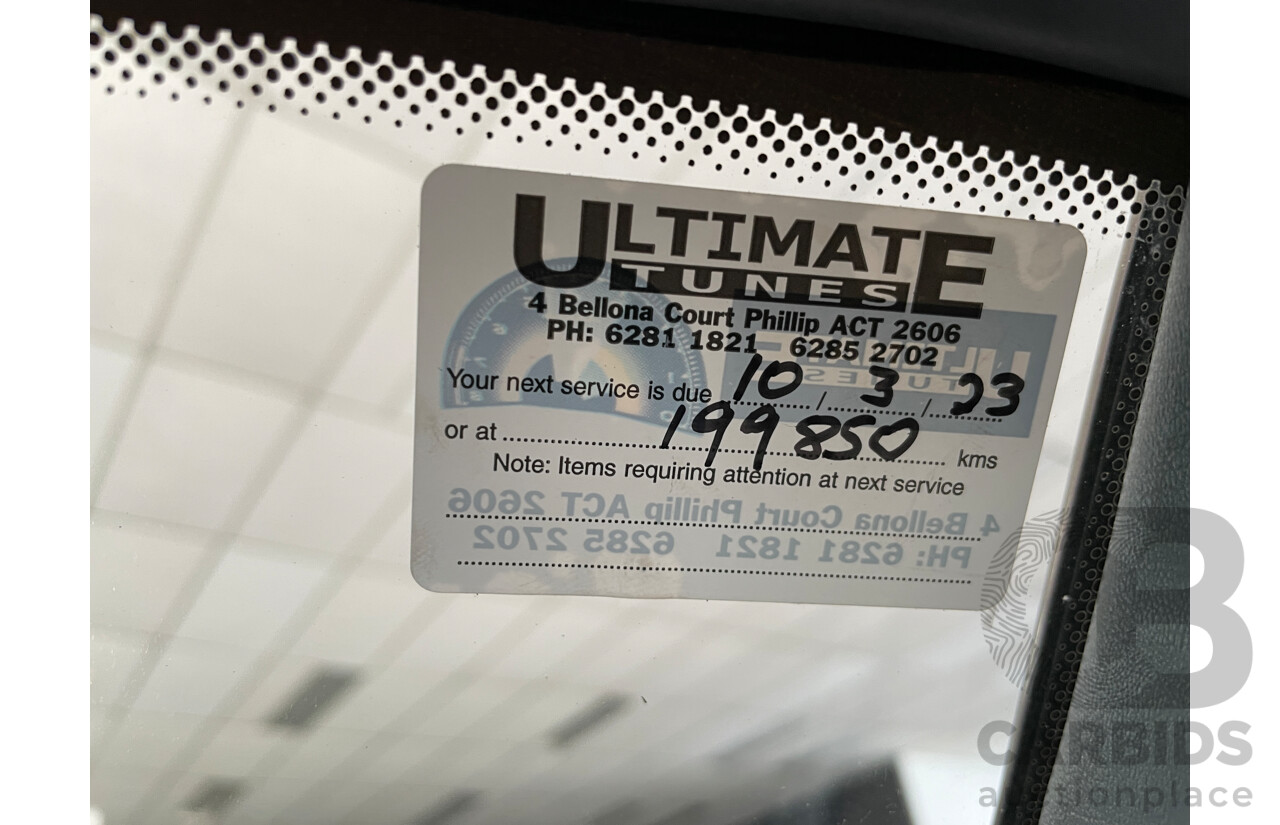 ULTIMATE
TUNES
4 Bellona Court Phillip ACT 2606
PH: 6281 1821 6285 2702
Your next service is due 10 / 3 / 23
or at 199850 kms
Note: Items requiring attention at next service
ULTIMATE
TUNES
4 Bellona Court Phillip ACT 2606
PH: 6281 1821 6285 2702
CARBIDS
auctionplace